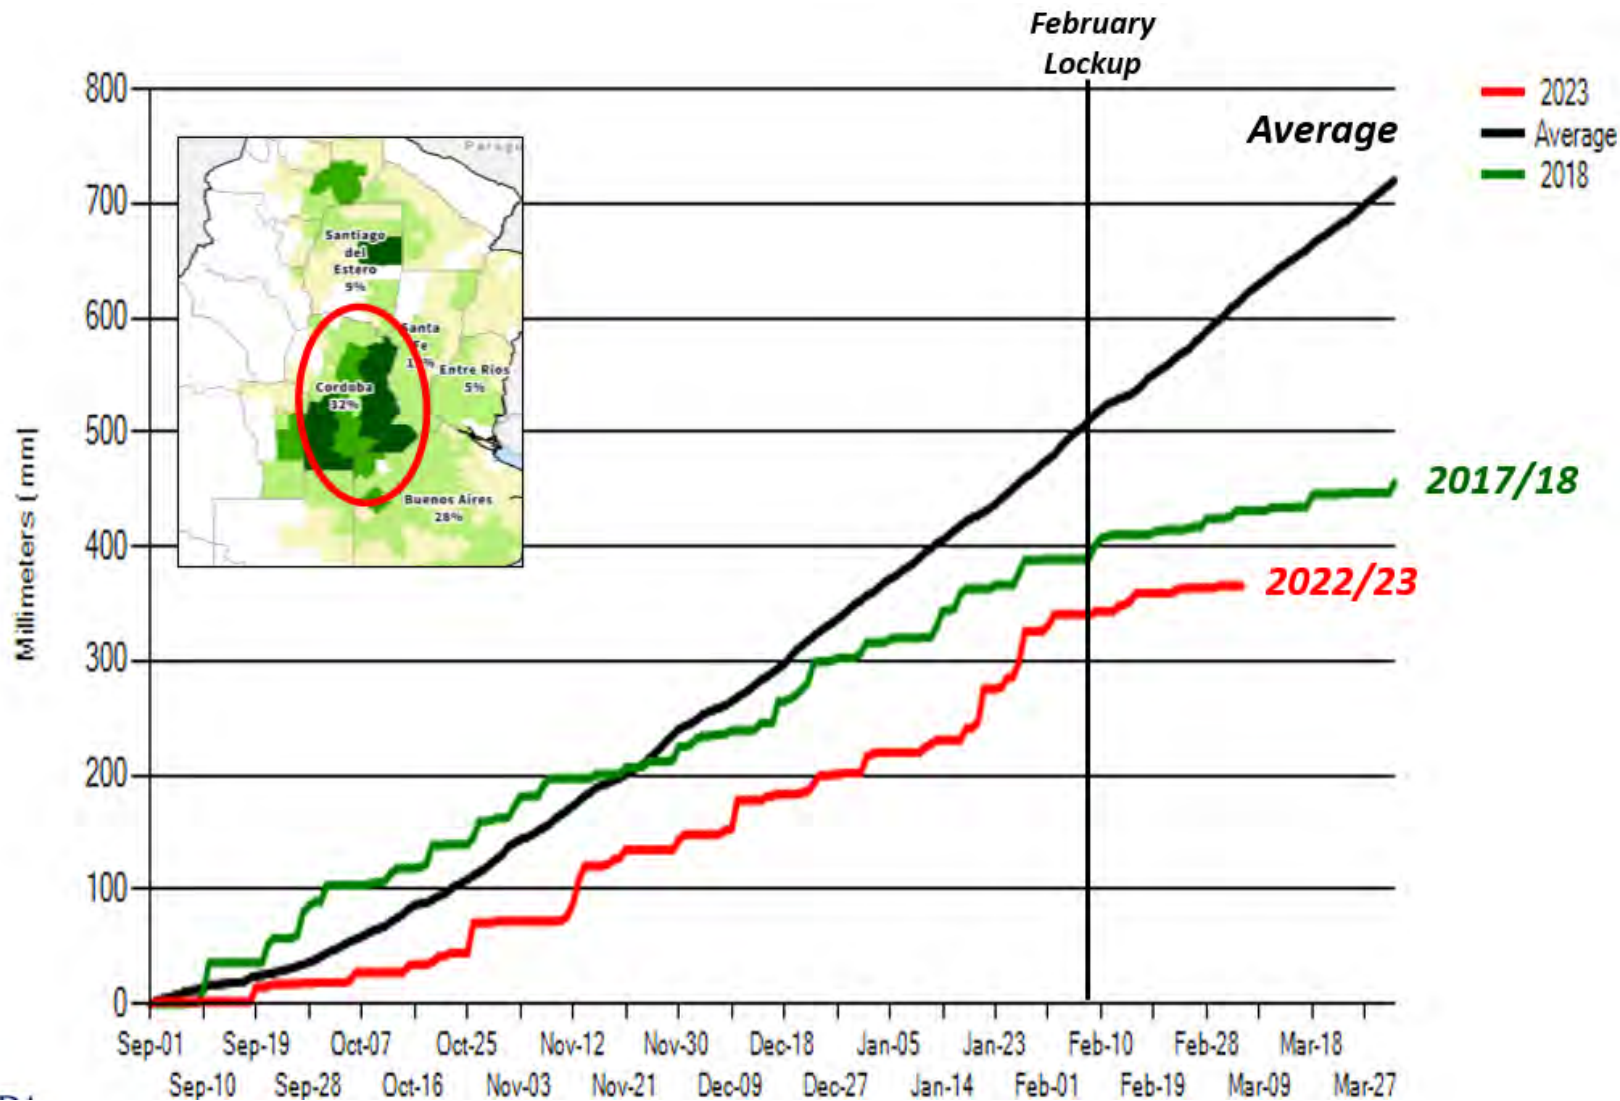 February
Lockup
800
700
600
500
400
300
200
100
0
Millimeters (mm)
Average
2023
Average
2018
2017/18
2022/23
Santiago
del
Estero
9%
Santa
Fe
Cordoba
32%
Entre Rios
5%
Buenos Aires
28%
Sep-01 Sep-19 Oct-07 Oct-25 Nov-12 Nov-30 Dec-18 Jan-05 Jan-23 Feb-10 Feb-28 Mar-18
Sep-10 Sep-28 Oct-16 Nov-03 Nov-21 Dec-09 Dec-27 Jan-14 Feb-01 Feb-19 Mar-09 Mar-27